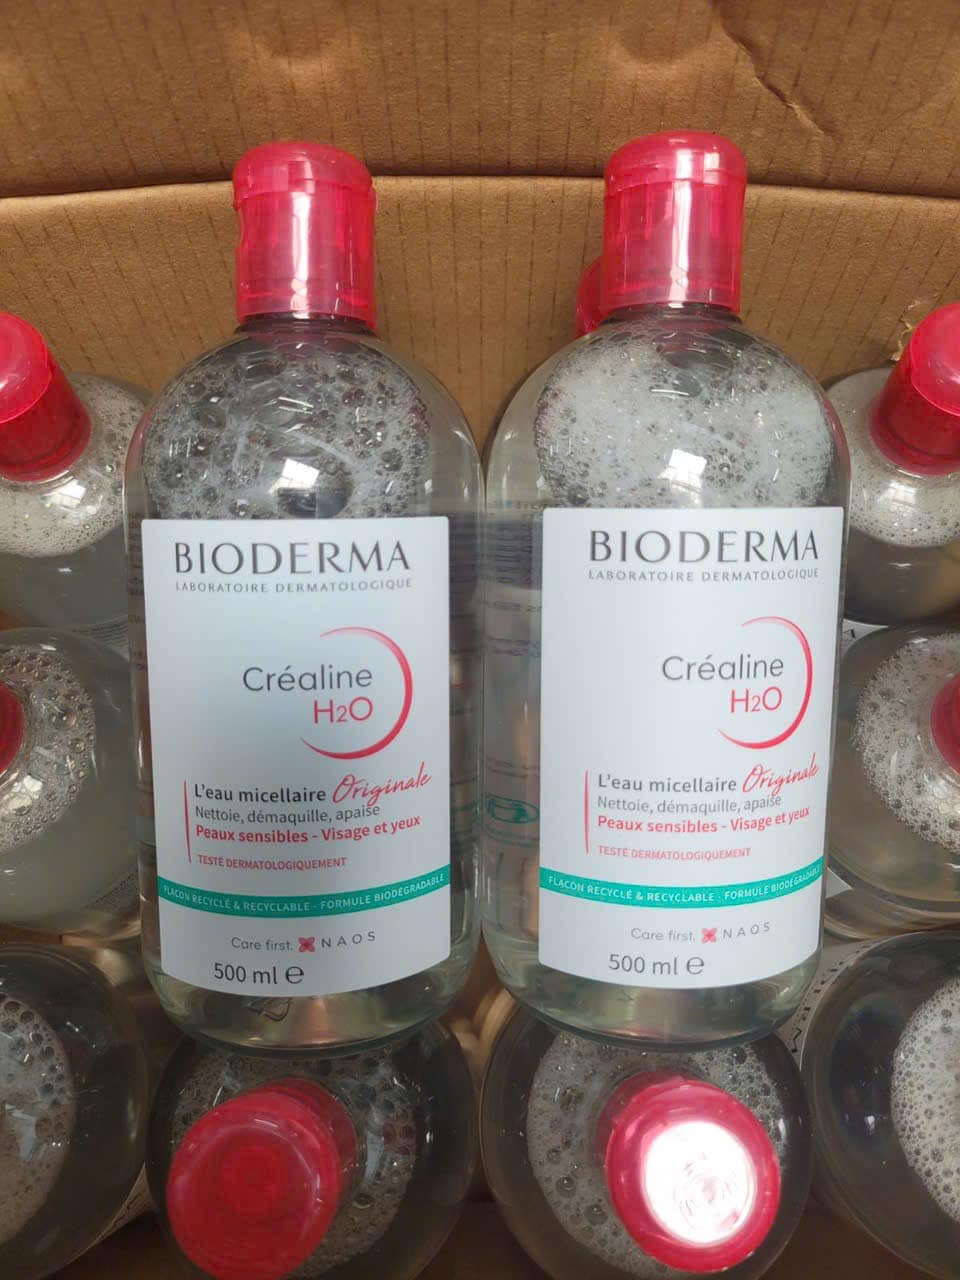 BIODERMA
LABORATOIRE DERMATOLOGIQUE
Créaline
H2O
L'eau micellaire Originale
Nettoie, démaquille, apaise
Peaux sensibles - Visage et yeux
TESTÉ DERMATOLOGIQUEMENT
FLACON RECYCLÉ & RECYCLABLE - FORMULE BIODÉGRADABLE
Care first. NAOS
500 ml ℮
BIODERMA
LABORATOIRE DERMATOLOGIQUE
Créaline
H2O
L'eau micellaire Originale
Nettoie, démaquille, apaise
Peaux sensibles - Visage et yeux
TESTÉ DERMATOLOGIQUEMENT
FLACON RECYCLÉ & RECYCLABLE - FORMULE BIODÉGRADABLE
Care first. NAOS
500 ml ℮